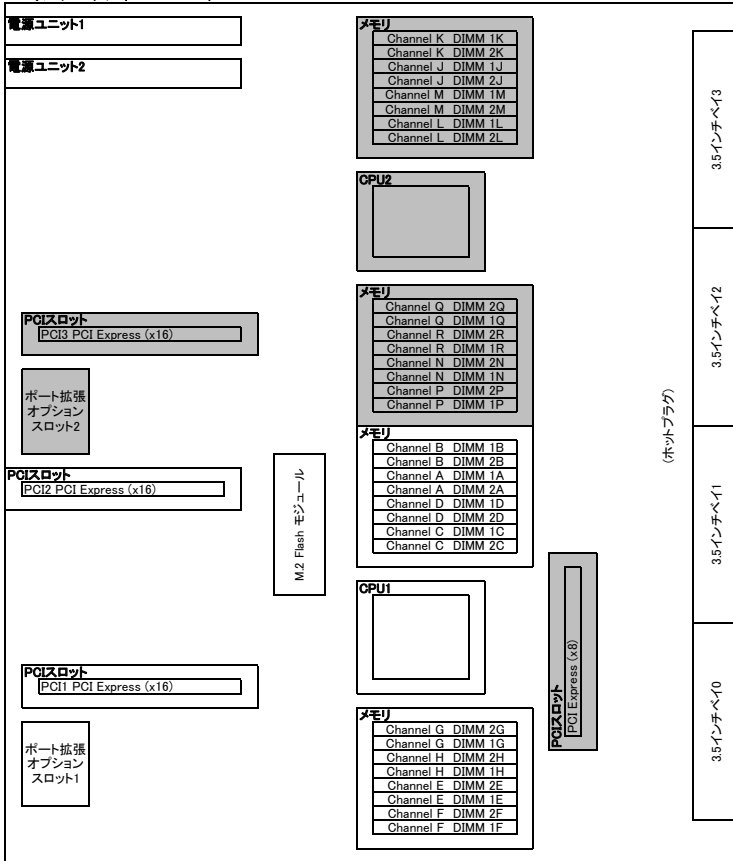 電源ユニット1
電源ユニット2
メモリ
Channel K DIMM 1K
Channel K DIMM 2K
Channel J DIMM 1J
Channel J DIMM 2J
Channel M DIMM 1M
Channel M DIMM 2M
Channel L DIMM 1L
Channel L DIMM 2L
CPU2
メモリ
Channel Q DIMM 2Q
Channel Q DIMM 1Q
Channel R DIMM 2R
Channel R DIMM 1R
Channel N DIMM 2N
Channel N DIMM 1N
Channel P DIMM 2P
Channel P DIMM 1P
PCIスロット
PCI3 PCI Express (x16)
ポート拡張
オプション
スロット2
メモリ
Channel B DIMM 1B
Channel B DIMM 2B
Channel A DIMM 1A
Channel A DIMM 2A
Channel D DIMM 1D
Channel D DIMM 2D
Channel C DIMM 1C
Channel C DIMM 2C
PCIスロット
PCI2 PCI Express (x16)
M.2 Flash モジュール
CPU1
PCIスロット
PCI Express (x8)
PCIスロット
PCI1 PCI Express (x16)
ポート拡張
オプション
スロット1
メモリ
Channel G DIMM 2G
Channel G DIMM 1G
Channel H DIMM 2H
Channel H DIMM 1H
Channel E DIMM 2E
Channel E DIMM 1E
Channel F DIMM 2F
Channel F DIMM 1F
(ホットプラグ)
3.5インチベイ3
3.5インチベイ2
3.5インチベイ1
3.5インチベイ0